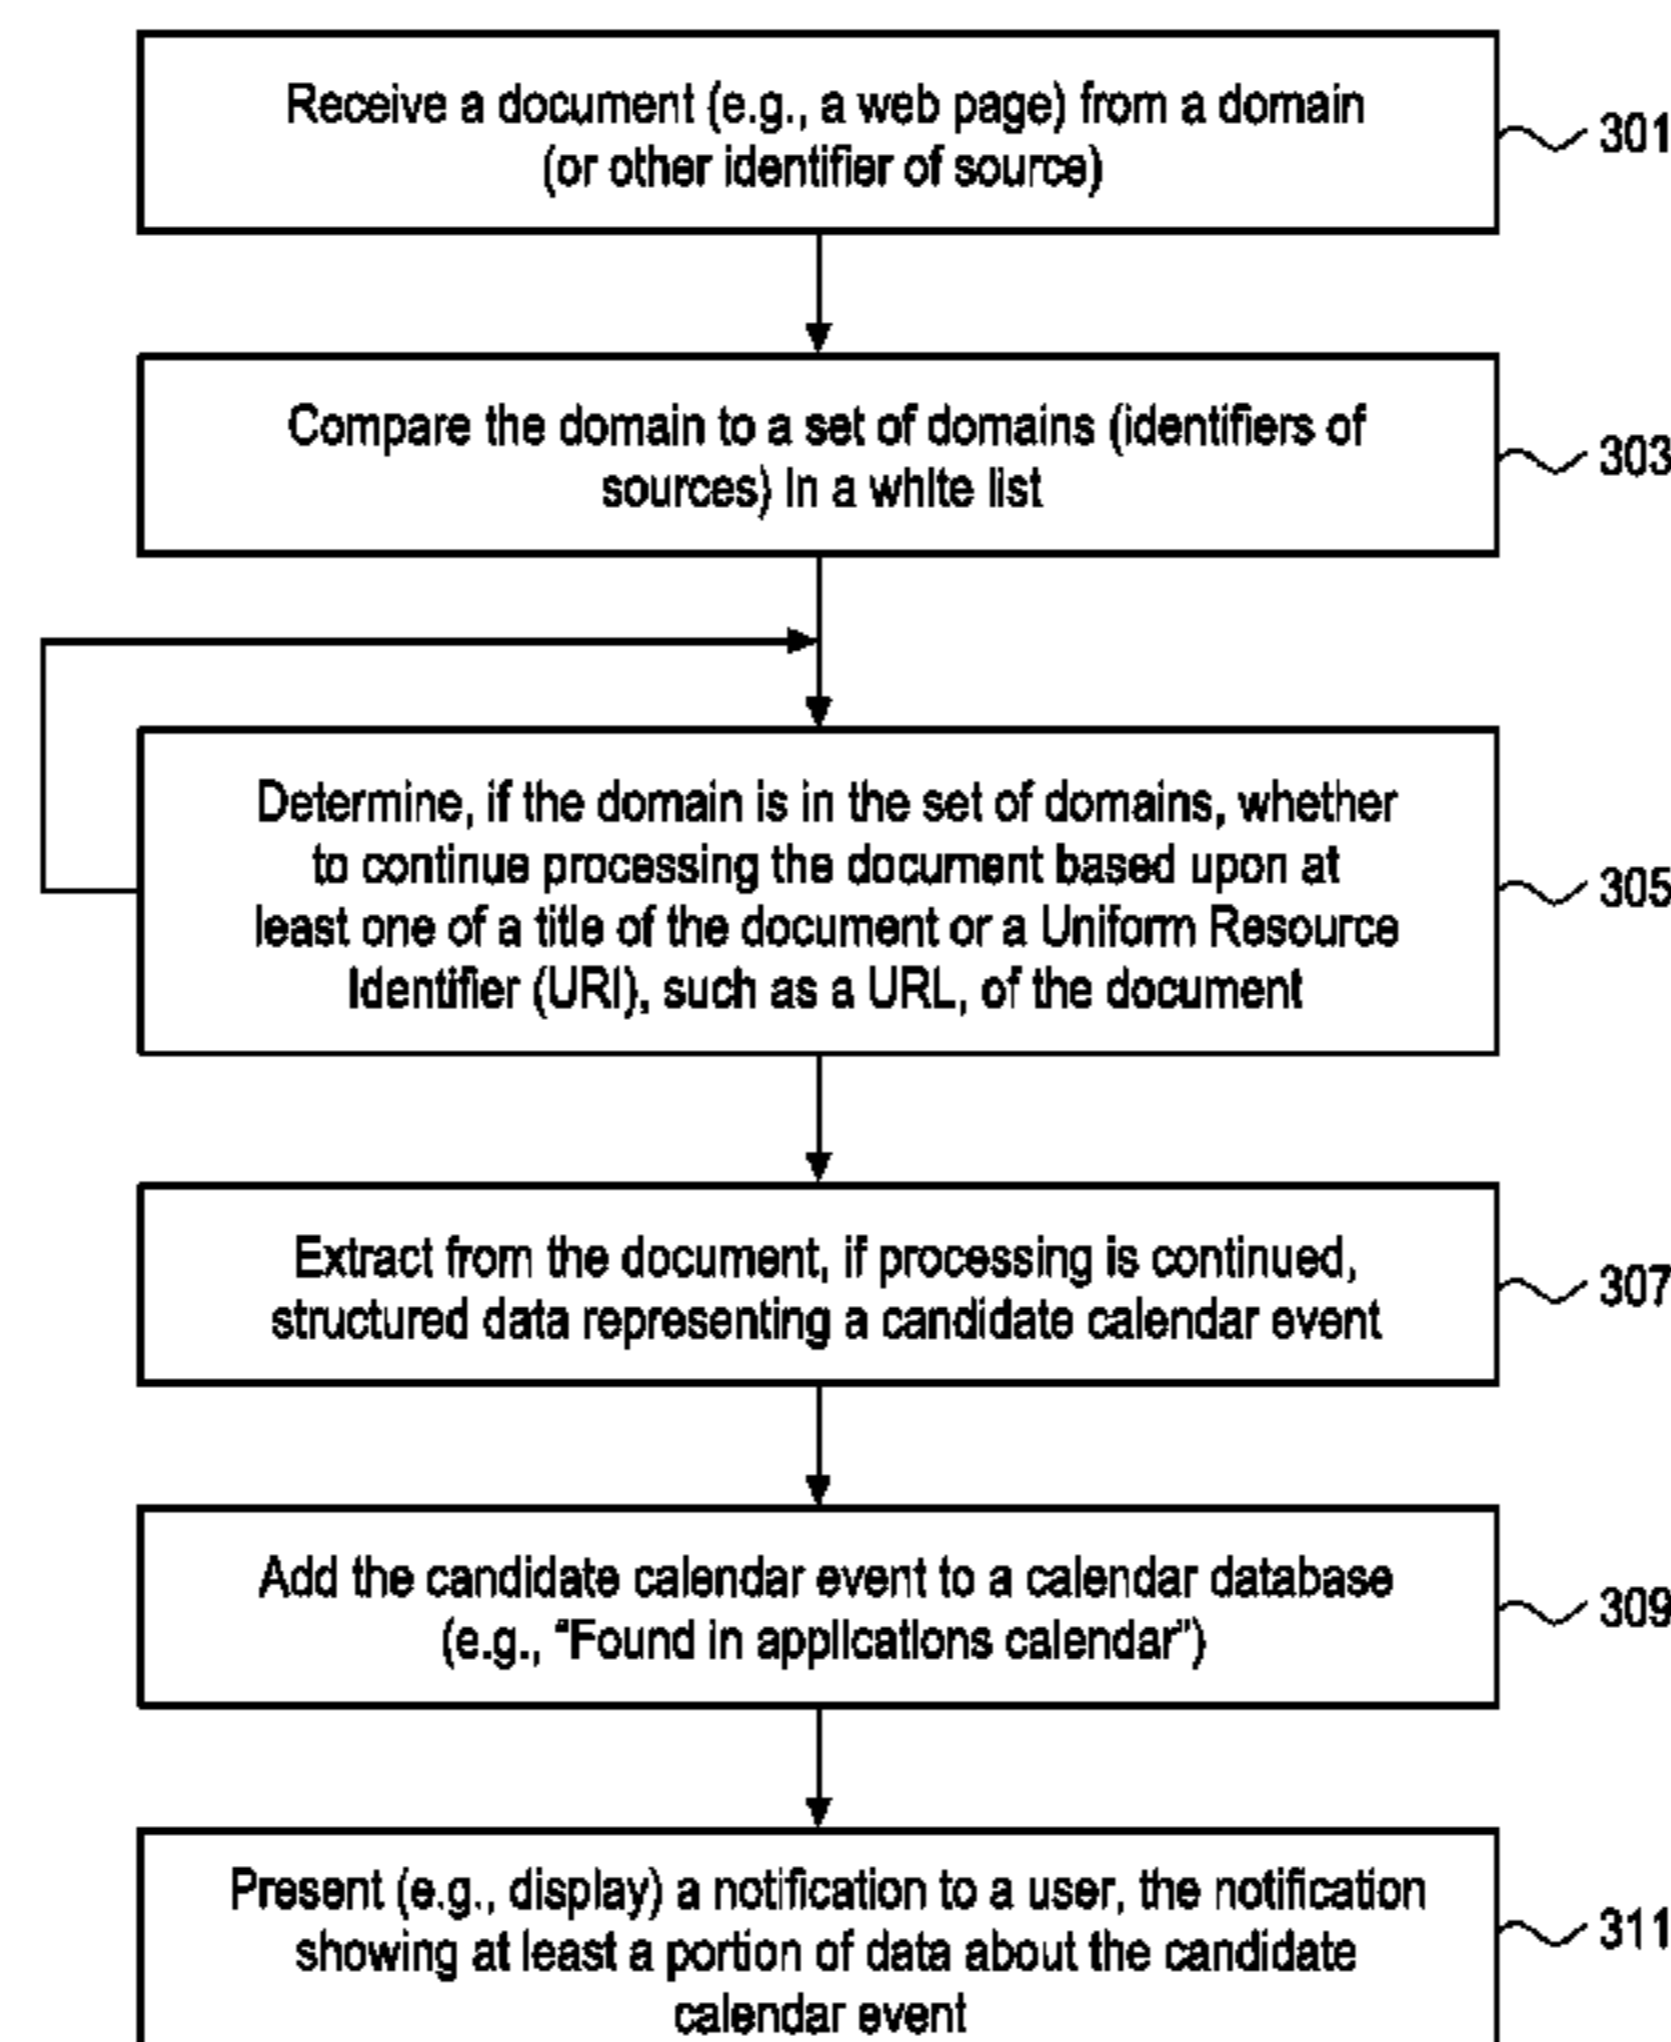 Receive a document (e.g., a web page) from a domain
(or other identifier of source)
301
Compare the domain to a set of domains (identifiers of
sources) in a white list
303
Determine, if the domain is in the set of domains, whether
to continue processing the document based upon at
least one of a title of the document or a Uniform Resource
Identifier (URI), such as a URL, of the document
305
Extract from the document, if processing is continued,
structured data representing a candidate calendar event
307
Add the candidate calendar event to a calendar database
(e.g., “Found in applications calendar”)
309
Present (e.g., display) a notification to a user, the notification
showing at least a portion of data about the candidate
calendar event
311